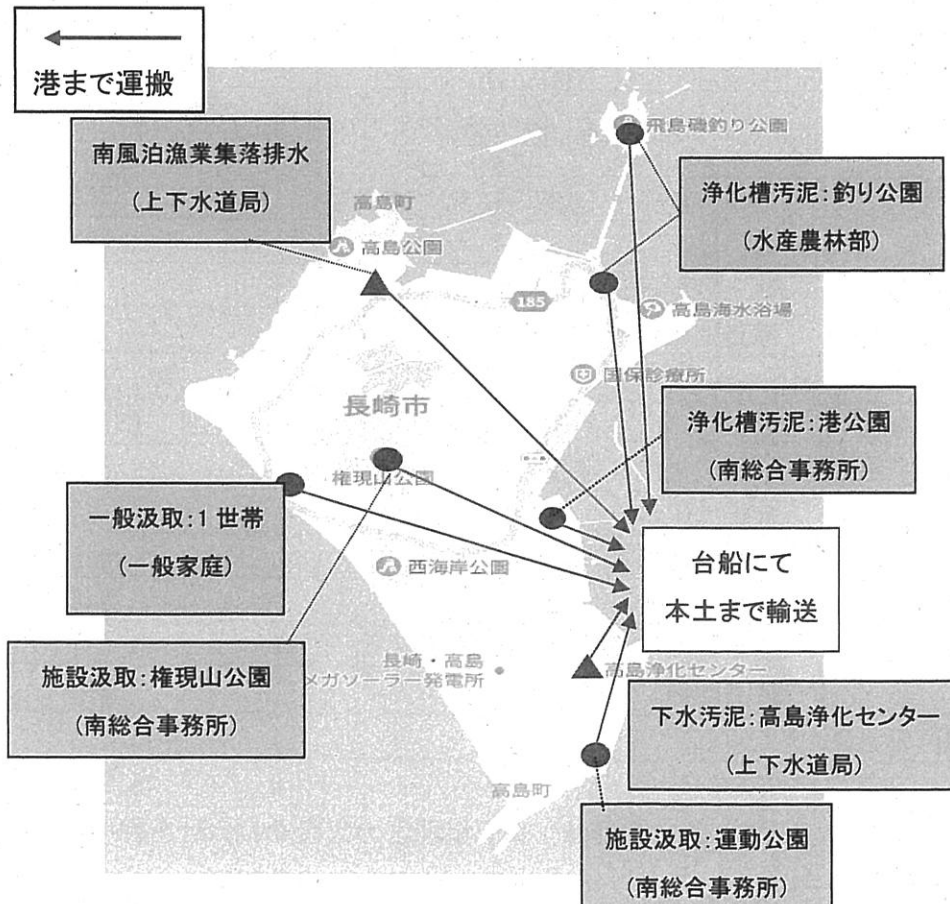 港まで運搬
南風泊漁業集落排水
(上下水道局)
飛島磯釣り公園
浄化槽汚泥:釣り公園
(水産農林部)
高島町
高島公園
185
高島海水浴場
国保診療所
長崎市
浄化槽汚泥:港公園
(南総合事務所)
権現山公園
一般汲取:1世帯
(一般家庭)
西海岸公園
台船にて
本土まで輸送
施設汲取:権現山公園
(南総合事務所)
長崎・高島
メガソーラー発電所
高島浄化センター
下水汚泥:高島浄化センター
(上下水道局)
高島町
施設汲取:運動公園
(南総合事務所)